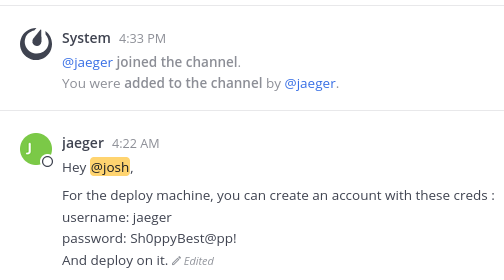 System 4:33 PM
@jaeger joined the channel.
You were added to the channel by @jaeger.
J
jaeger 4:22 AM
Hey @josh,
For the deploy machine, you can create an account with these creds :
username: jaeger
password: Sh0ppyBest@pp!
And deploy on it. Edited